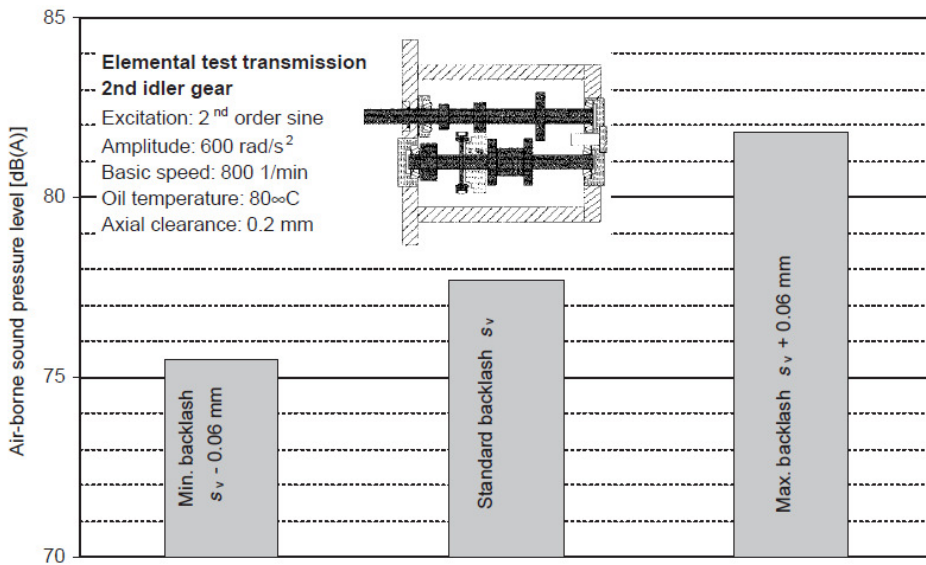 85
Elemental test transmission
2nd idler gear
Excitation: 2 nd order sine
Amplitude: 600 rad/s2
Basic speed: 800 1/min
Oil temperature: 80∞C
Axial clearance: 0.2 mm
80
75
70
Air-borne sound pressure level [dB(A)]
Min. backlash
sv - 0.06 mm
Standard backlash sv
Max. backlash sv + 0.06 mm